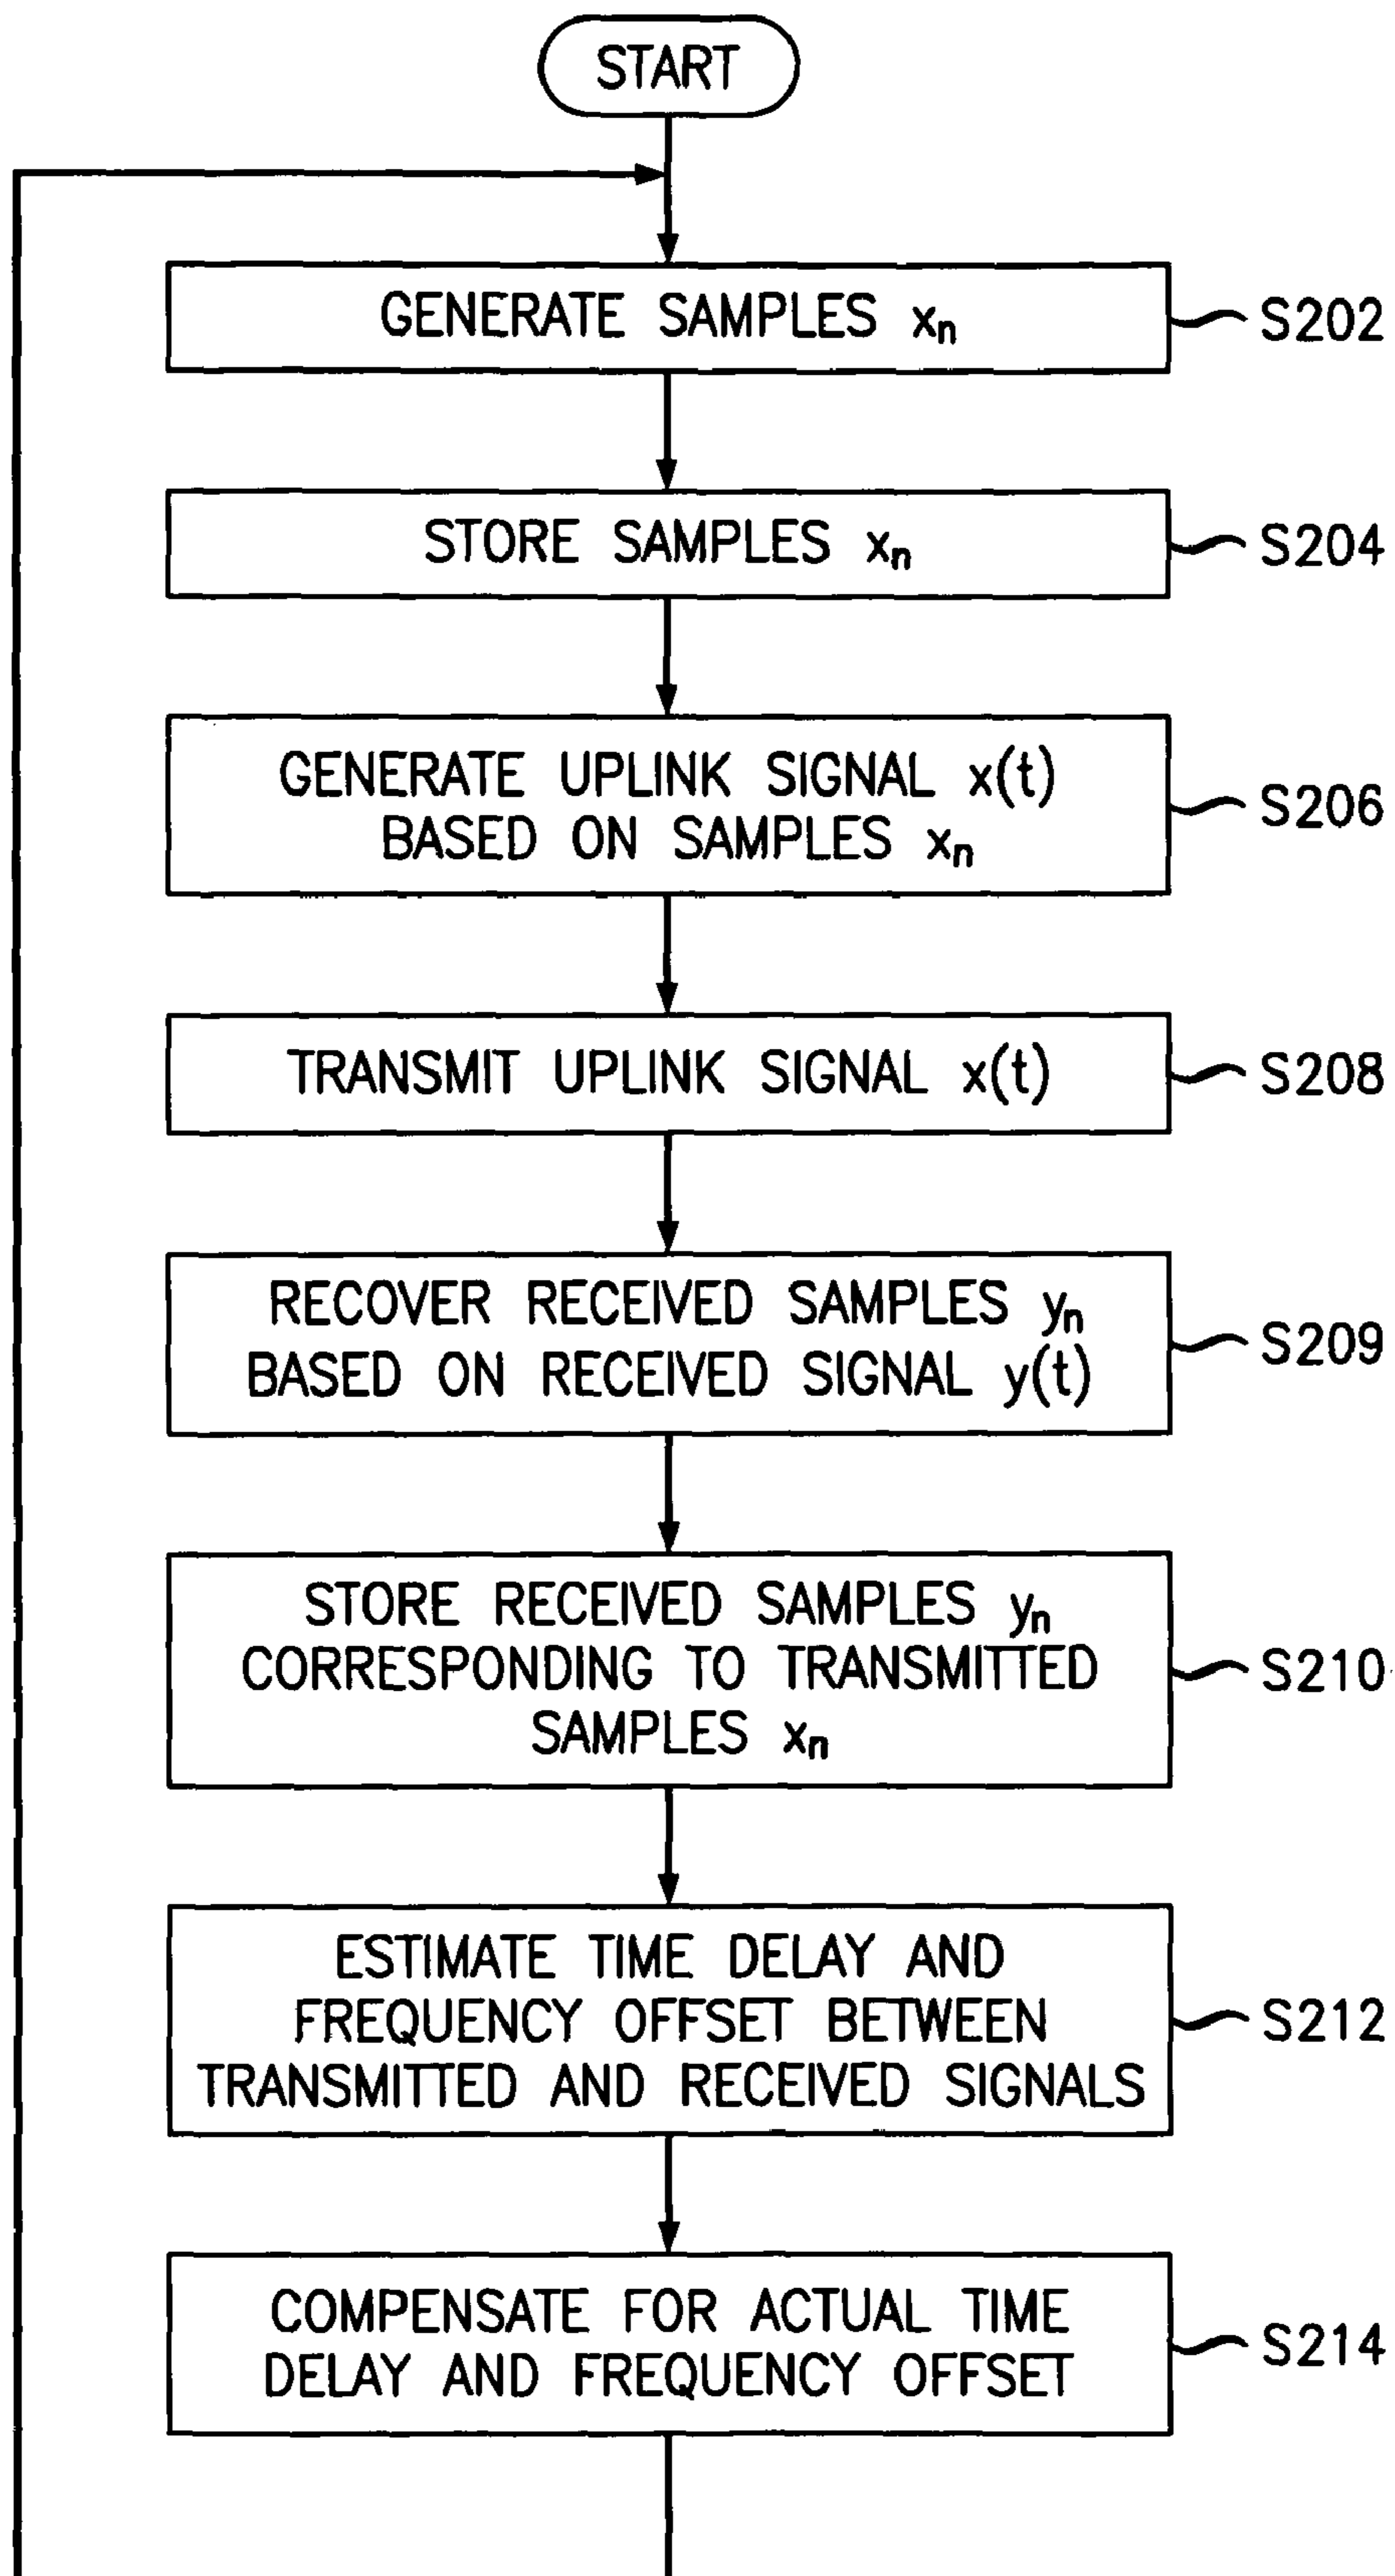 START
GENERATE SAMPLES xn
S202
STORE SAMPLES xn
S204
GENERATE UPLINK SIGNAL x(t)
BASED ON SAMPLES xn
S206
TRANSMIT UPLINK SIGNAL x(t)
S208
RECOVER RECEIVED SAMPLES yn
BASED ON RECEIVED SIGNAL y(t)
S209
STORE RECEIVED SAMPLES yn
CORRESPONDING TO TRANSMITTED
SAMPLES xn
S210
ESTIMATE TIME DELAY AND
FREQUENCY OFFSET BETWEEN
TRANSMITTED AND RECEIVED SIGNALS
S212
COMPENSATE FOR ACTUAL TIME
DELAY AND FREQUENCY OFFSET
S214